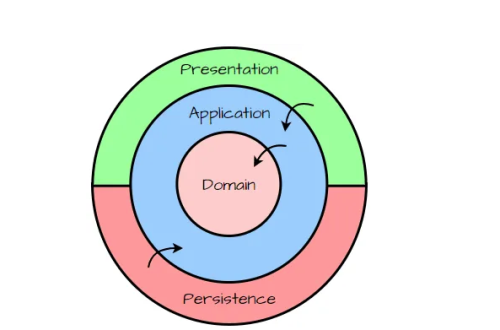 Presentation
Application
Domain
Persistence